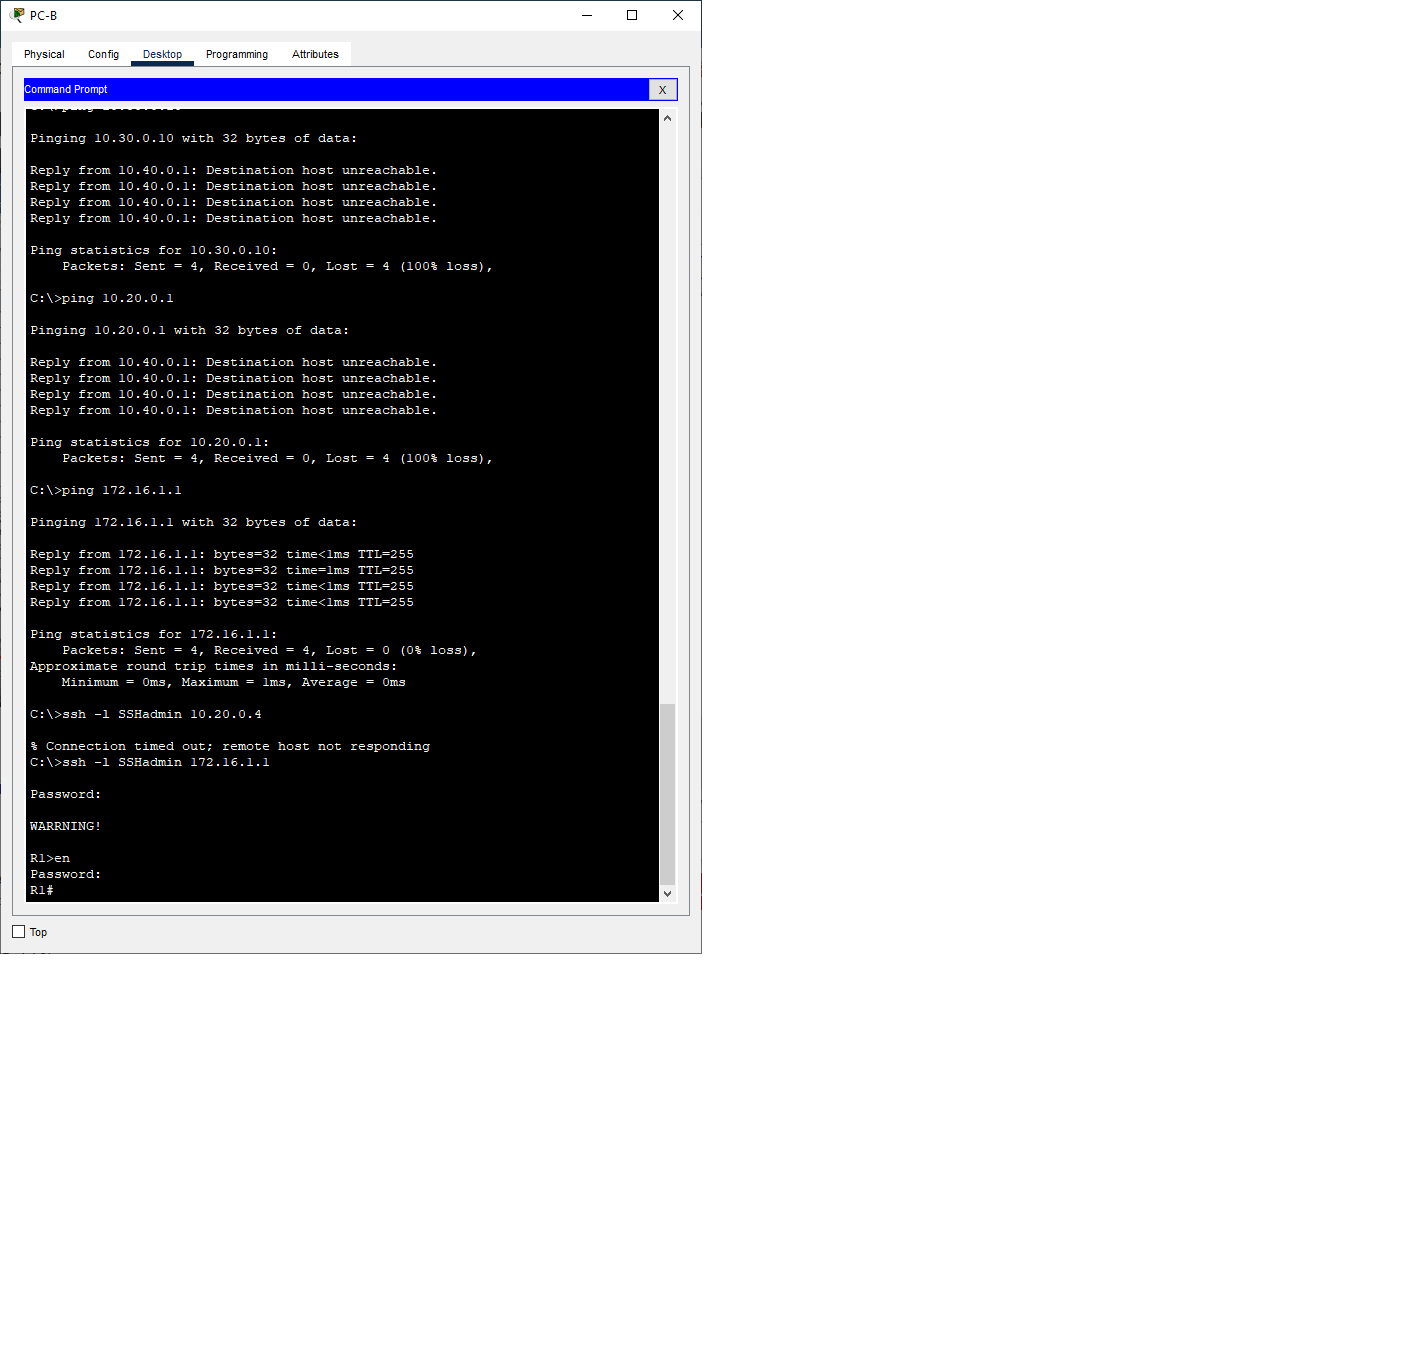 PC-B
Physical Config Desktop Programming Attributes
Command Prompt X
Pinging 10.30.0.10 with 32 bytes of data:
Reply from 10.40.0.1: Destination host unreachable.
Reply from 10.40.0.1: Destination host unreachable.
Reply from 10.40.0.1: Destination host unreachable.
Reply from 10.40.0.1: Destination host unreachable.
Ping statistics for 10.30.0.10:
Packets: Sent = 4, Received = 0, Lost = 4 (100% loss),
C:\>ping 10.20.0.1
Pinging 10.20.0.1 with 32 bytes of data:
Reply from 10.40.0.1: Destination host unreachable.
Reply from 10.40.0.1: Destination host unreachable.
Reply from 10.40.0.1: Destination host unreachable.
Reply from 10.40.0.1: Destination host unreachable.
Ping statistics for 10.20.0.1:
Packets: Sent = 4, Received = 0, Lost = 4 (100% loss),
C:\>ping 172.16.1.1
Pinging 172.16.1.1 with 32 bytes of data:
Reply from 172.16.1.1: bytes=32 time<1ms TTL=255
Reply from 172.16.1.1: bytes=32 time=1ms TTL=255
Reply from 172.16.1.1: bytes=32 time<1ms TTL=255
Reply from 172.16.1.1: bytes=32 time<1ms TTL=255
Ping statistics for 172.16.1.1:
Packets: Sent = 4, Received = 4, Lost = 0 (0% loss),
Approximate round trip times in milli-seconds:
Minimum = 0ms, Maximum = 1ms, Average = 0ms
C:\>ssh -l SSHadmin 10.20.0.4
% Connection timed out; remote host not responding
C:\>ssh -l SSHadmin 172.16.1.1
Password:
WARRNING!
R1>en
Password:
R1#
Top